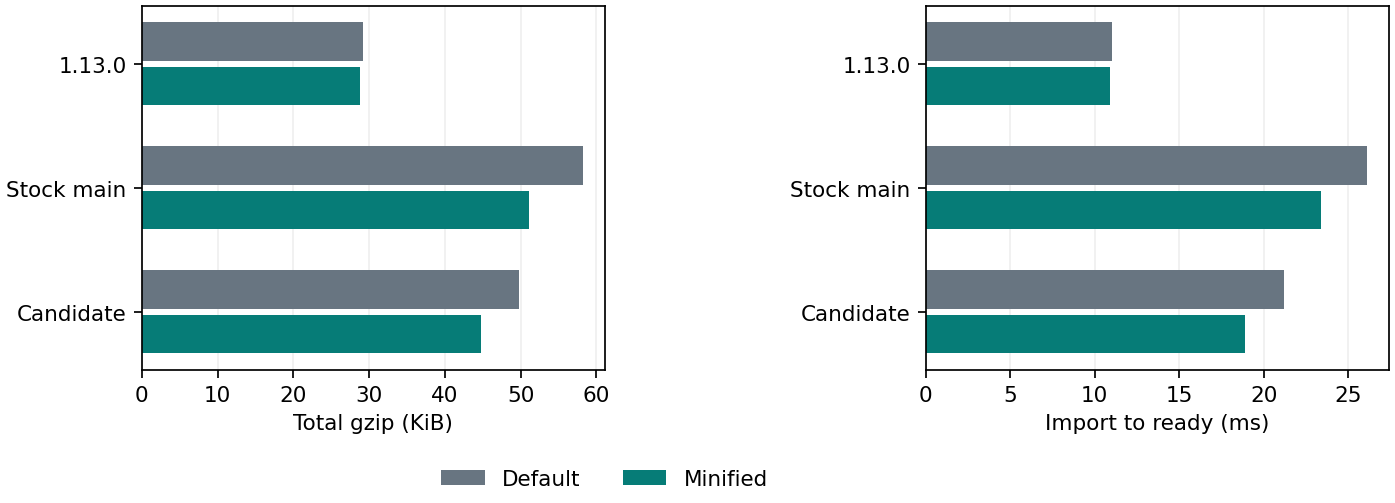 1.13.0
Stock main
Candidate
0 10 20 30 40 50 60
Total gzip (KiB)
1.13.0
Stock main
Candidate
0 5 10 15 20 25
Import to ready (ms)
Default Minified